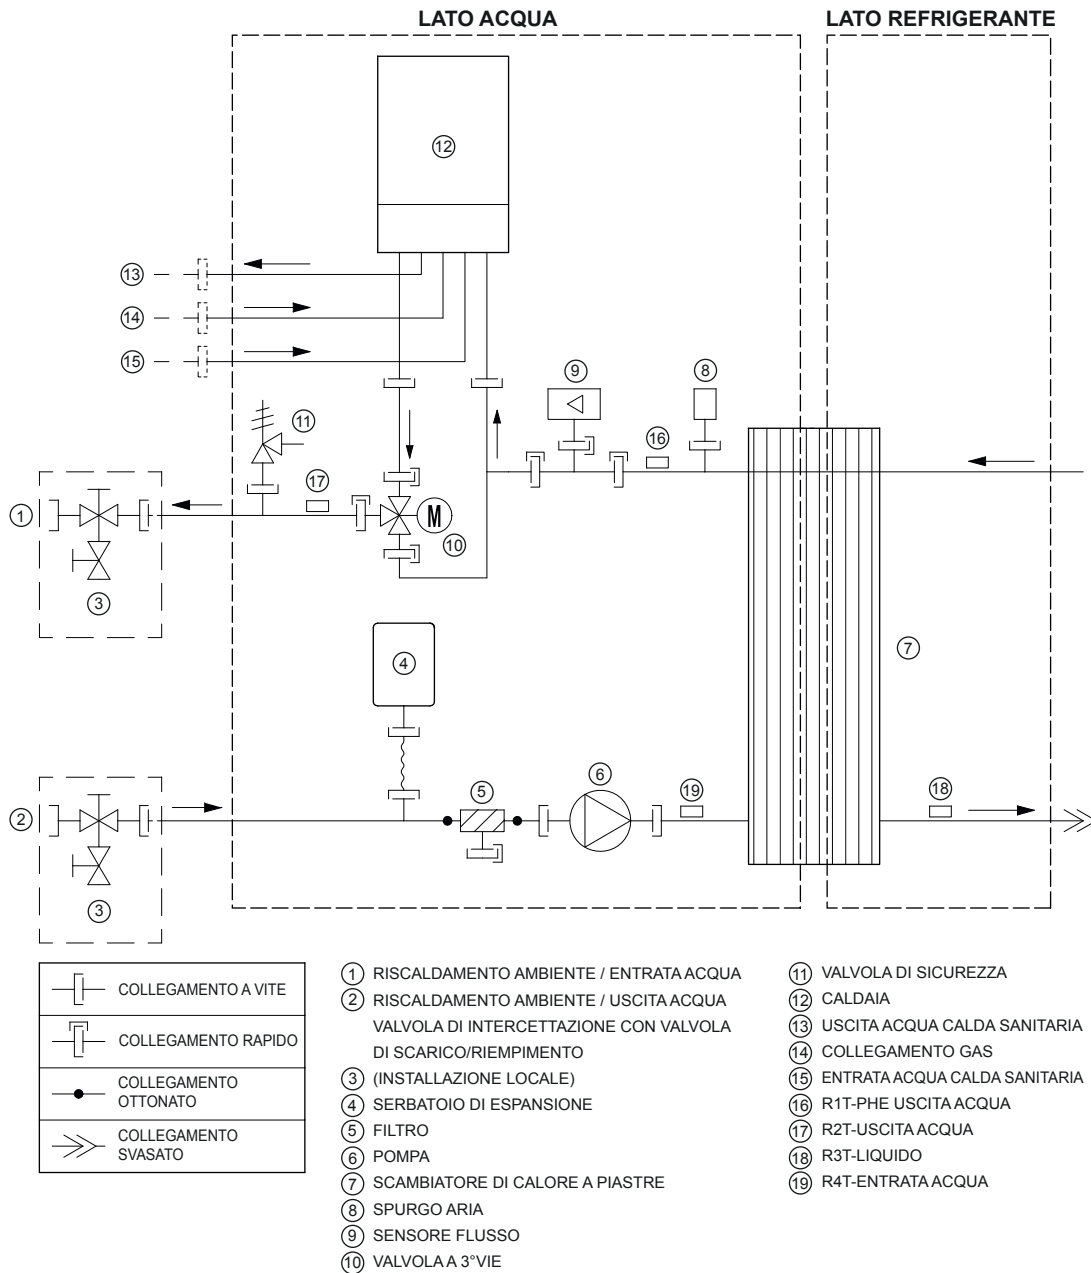 LATO ACQUA
LATO REFRIGERANTE
12
13
14
15
11
17
9
8
16
1
M
10
3
4
7
2
5
6
19
18
3
COLLEGAMENTO A VITE
COLLEGAMENTO RAPIDO
COLLEGAMENTO
OTTONATO
COLLEGAMENTO
SVASATO
1 RISCALDAMENTO AMBIENTE / ENTRATA ACQUA
2 RISCALDAMENTO AMBIENTE / USCITA ACQUA
VALVOLA DI INTERCETTAZIONE CON VALVOLA
DI SCARICO/RIEMPIMENTO
3 (INSTALLAZIONE LOCALE)
4 SERBATOIO DI ESPANSIONE
5 FILTRO
6 POMPA
7 SCAMBIATORE DI CALORE A PIASTRE
8 SPURGO ARIA
9 SENSORE FLUSSO
10 VALVOLA A 3°VIE
11 VALVOLA DI SICUREZZA
12 CALDAIA
13 USCITA ACQUA CALDA SANITARIA
14 COLLEGAMENTO GAS
15 ENTRATA ACQUA CALDA SANITARIA
16 R1T-PHE USCITA ACQUA
17 R2T-USCITA ACQUA
18 R3T-LIQUIDO
19 R4T-ENTRATA ACQUA